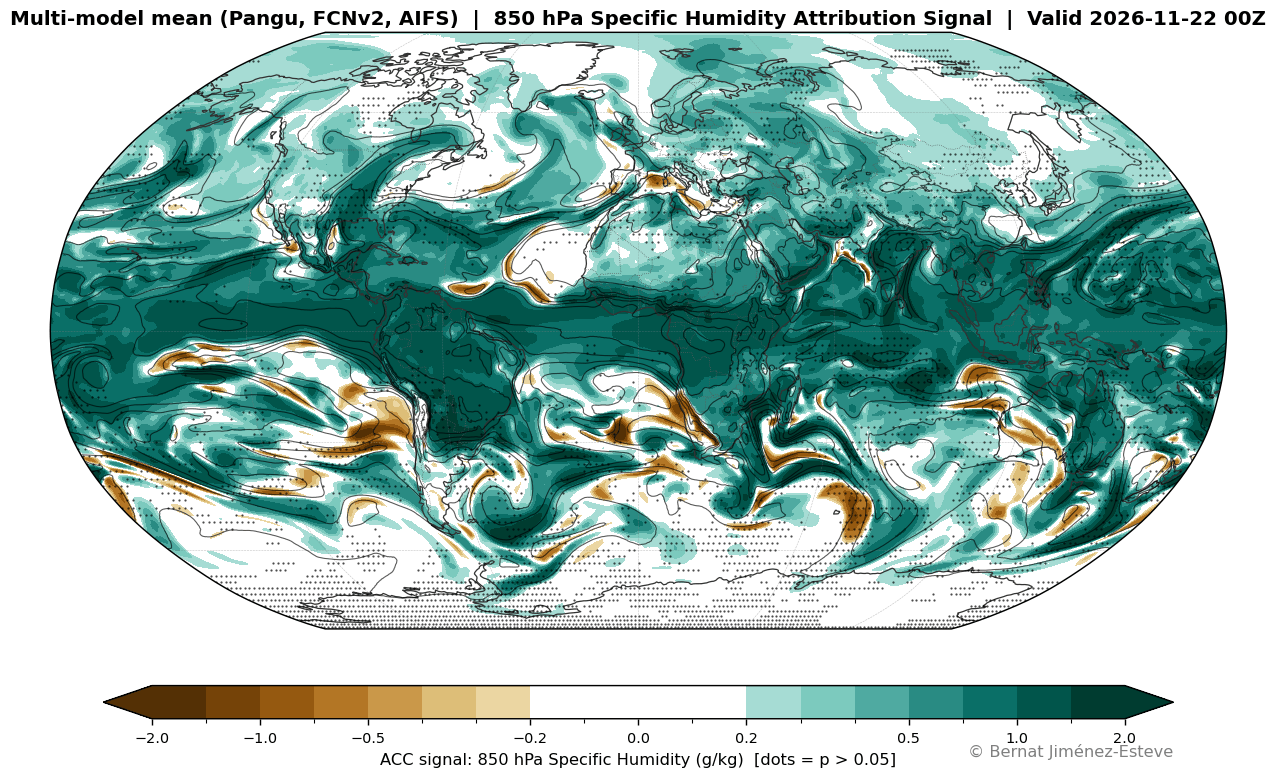 Multi-model mean (Pangu, FCNv2, AIFS)  |  850 hPa Specific Humidity Attribution Signal  |  Valid 2026-11-22 00Z
−2.0 −1.0 −0.5 −0.2 0.0 0.2 0.5 1.0 2.0
ACC signal: 850 hPa Specific Humidity (g/kg)  [dots = p > 0.05]
© Bernat Jiménez-Esteve